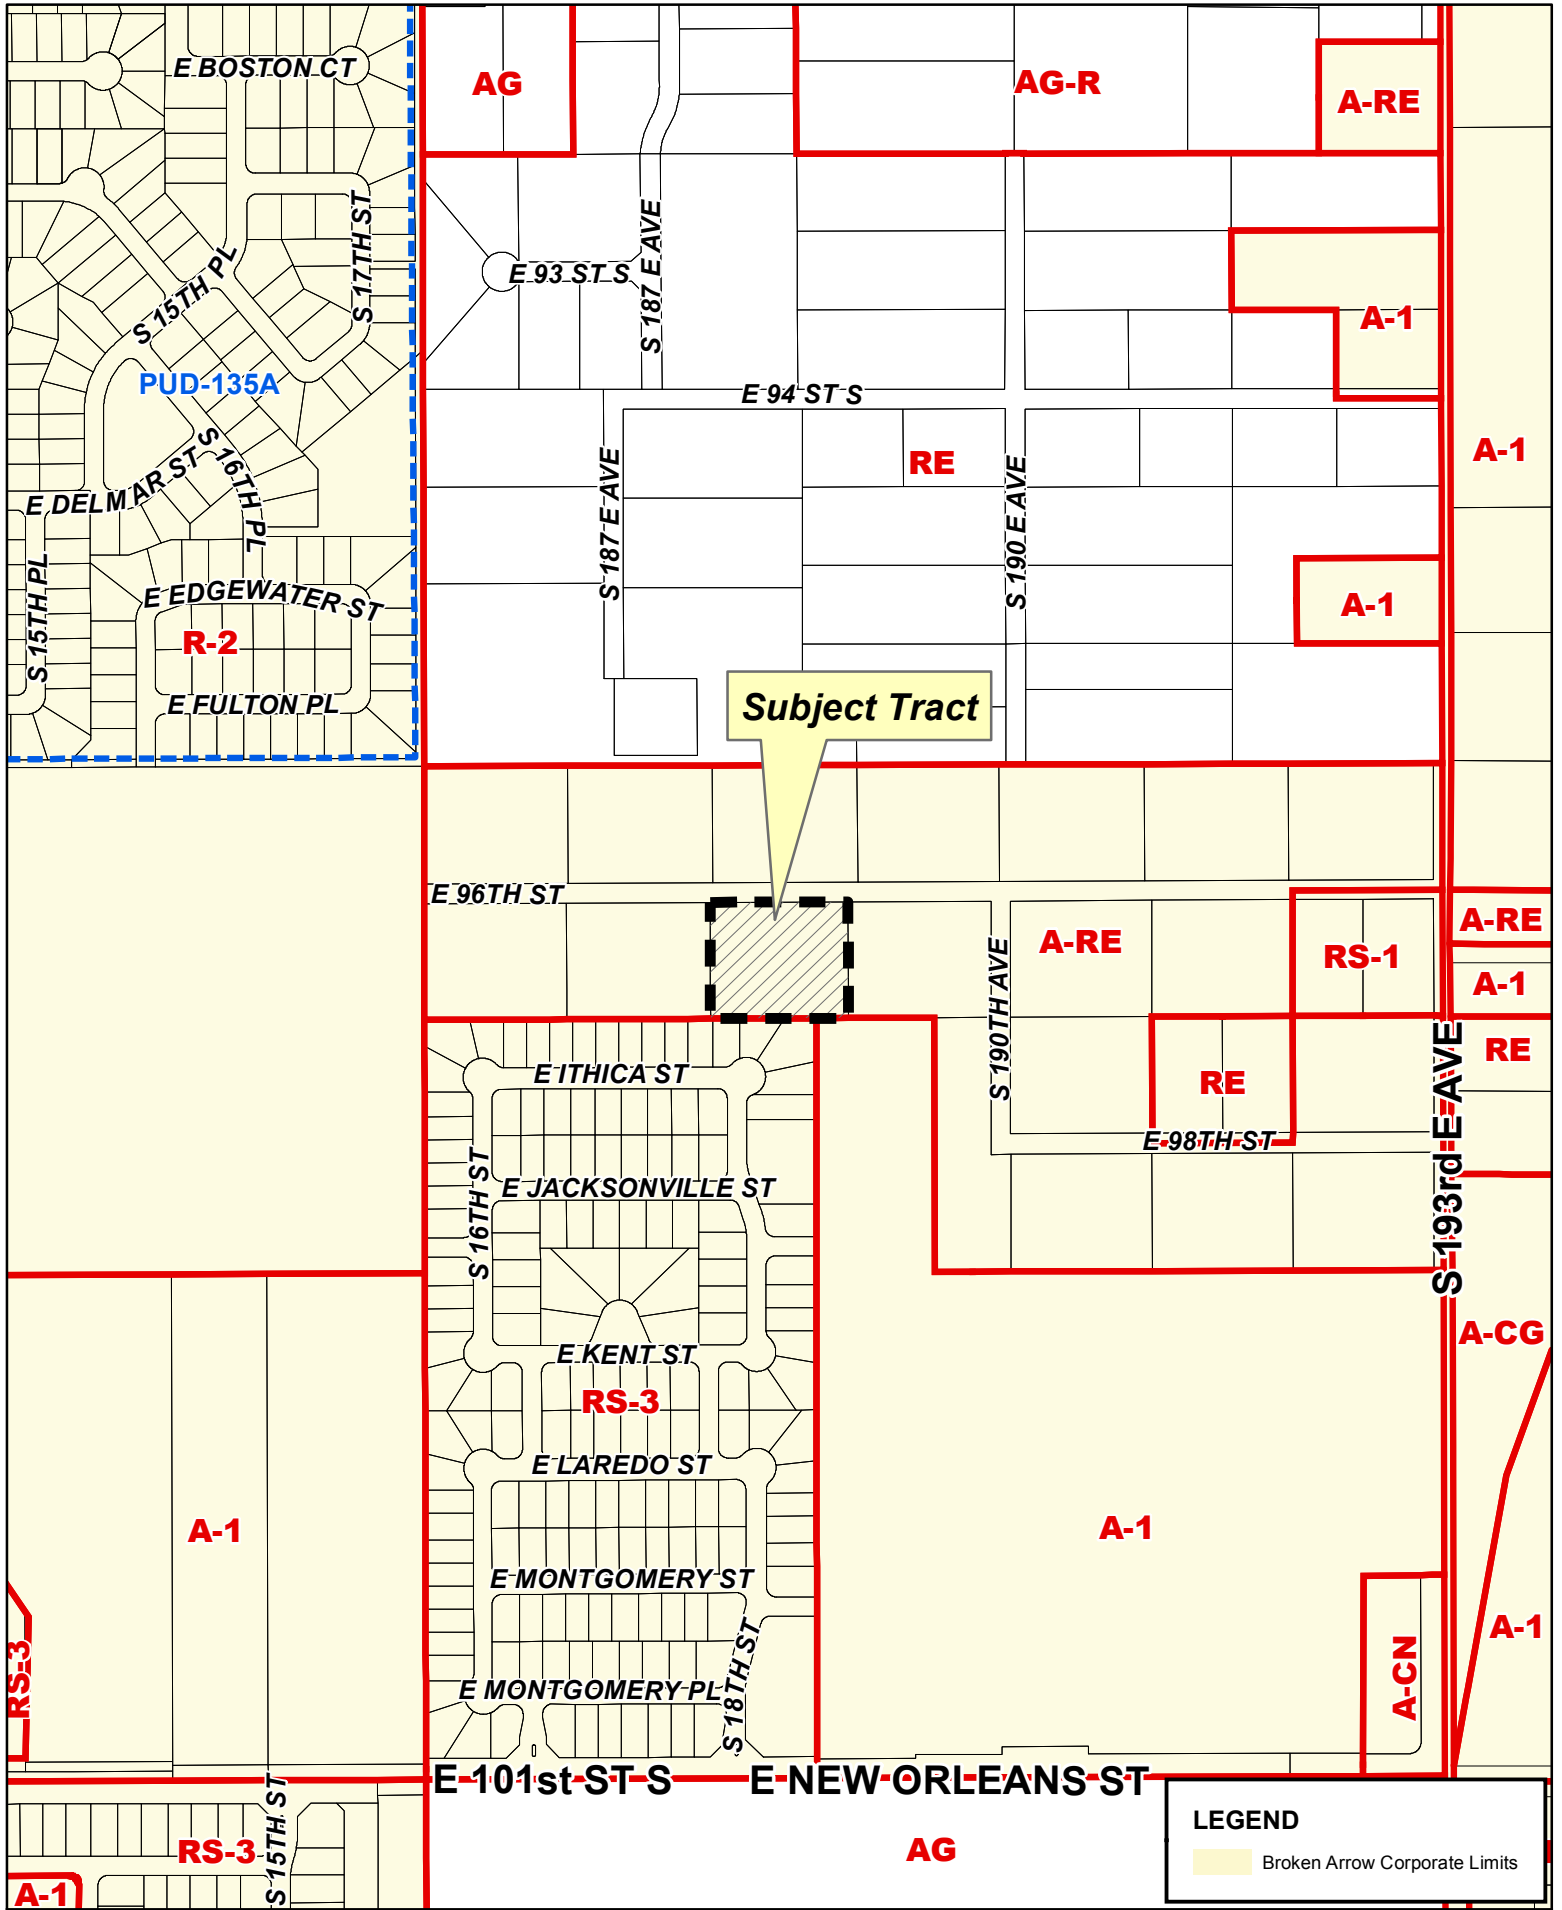 E BOSTON CT
AG
AG-R
A-RE
S 17TH ST
S 187 E AVE
E 93 ST S
S 15TH PL
A-1
PUD-135A
E 94 ST S
S 16TH PL
A-1
RE
E DELMAR ST
S 187 E AVE
S 190 E AVE
S 15TH PL
E EDGEWATER ST
A-1
R-2
E FULTON PL
Subject Tract
E 96TH ST
A-RE
A-RE
RS-1
A-1
S 190TH AVE
RE
E ITHICA ST
RE
S 193rd E AVE
E 98TH ST
S 16TH ST
E JACKSONVILLE ST
A-CG
E KENT ST
RS-3
E LAREDO ST
A-1
A-1
E MONTGOMERY ST
A-1
RS-3
A-CN
S 18TH ST
E MONTGOMERY PL
E 101st ST S
E NEW ORLEANS ST
S 15TH ST
RS-3
AG
A-1
LEGEND
Broken Arrow Corporate Limits